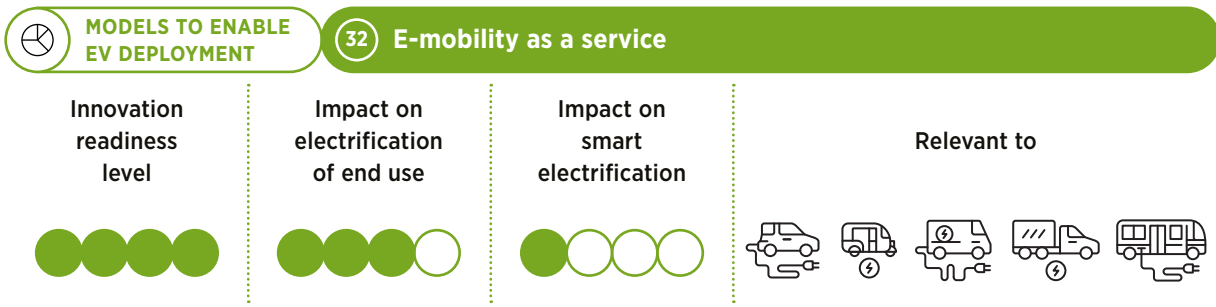 MODELS TO ENABLE
EV DEPLOYMENT
32 E-mobility as a service
Innovation
readiness
level
Impact on
electrification
of end use
Impact on
smart
electrification
Relevant to